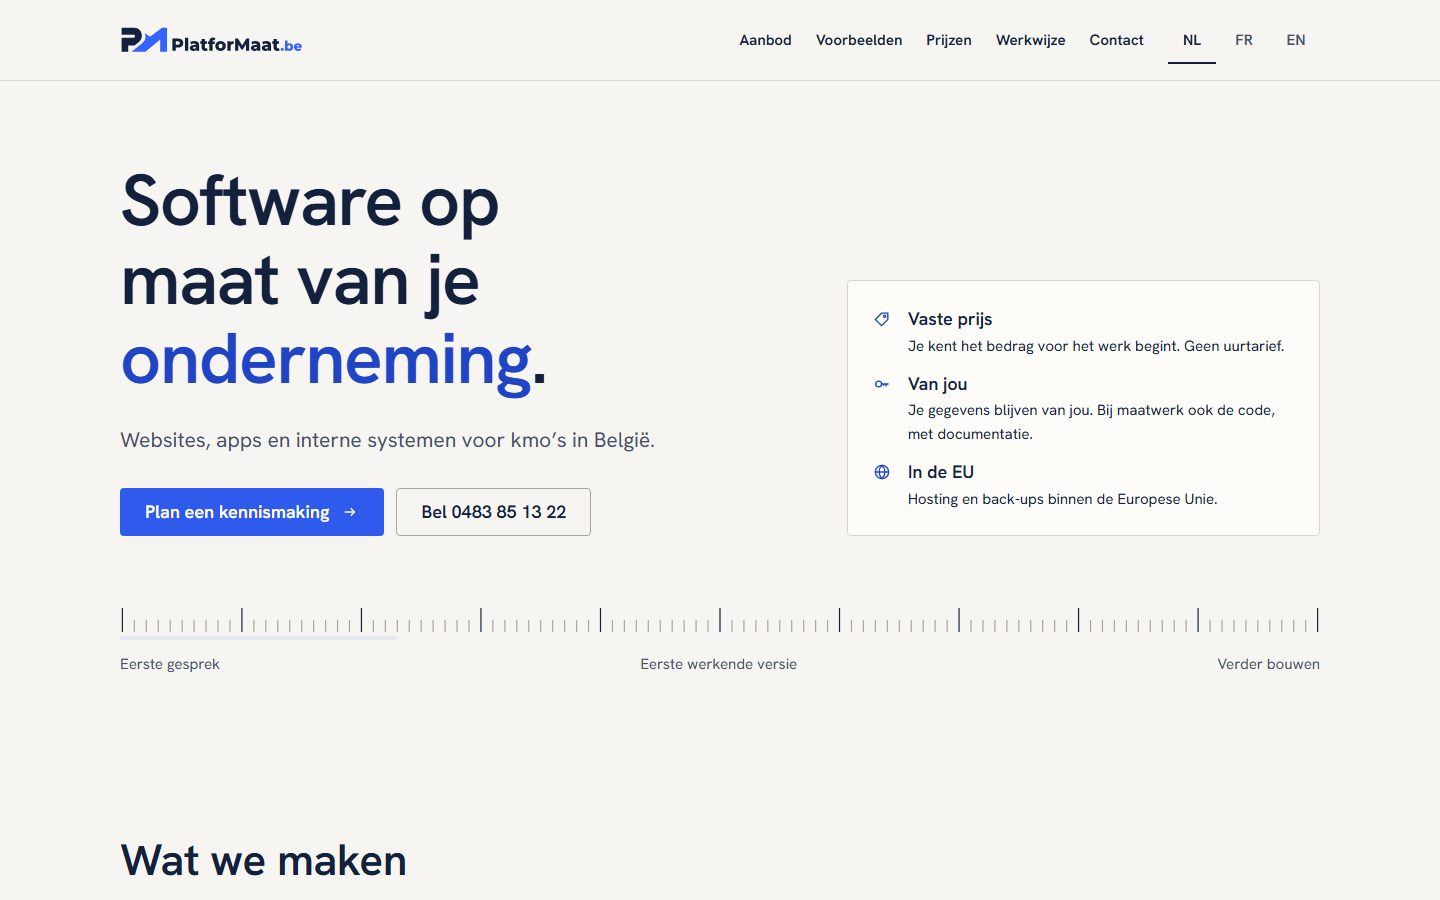 PM PlatforMaat.be
Aanbod Voorbeelden Prijzen Werkwijze Contact NL FR EN
Software op
maat van je
onderneming.
Websites, apps en interne systemen voor kmo’s in België.
Plan een kennismaking → Bel 0483 85 13 22
Vaste prijs
Je kent het bedrag voor het werk begint. Geen uurtarief.
Van jou
Je gegevens blijven van jou. Bij maatwerk ook de code,
met documentatie.
In de EU
Hosting en back-ups binnen de Europese Unie.
Eerste gesprek Eerste werkende versie Verder bouwen
Wat we maken